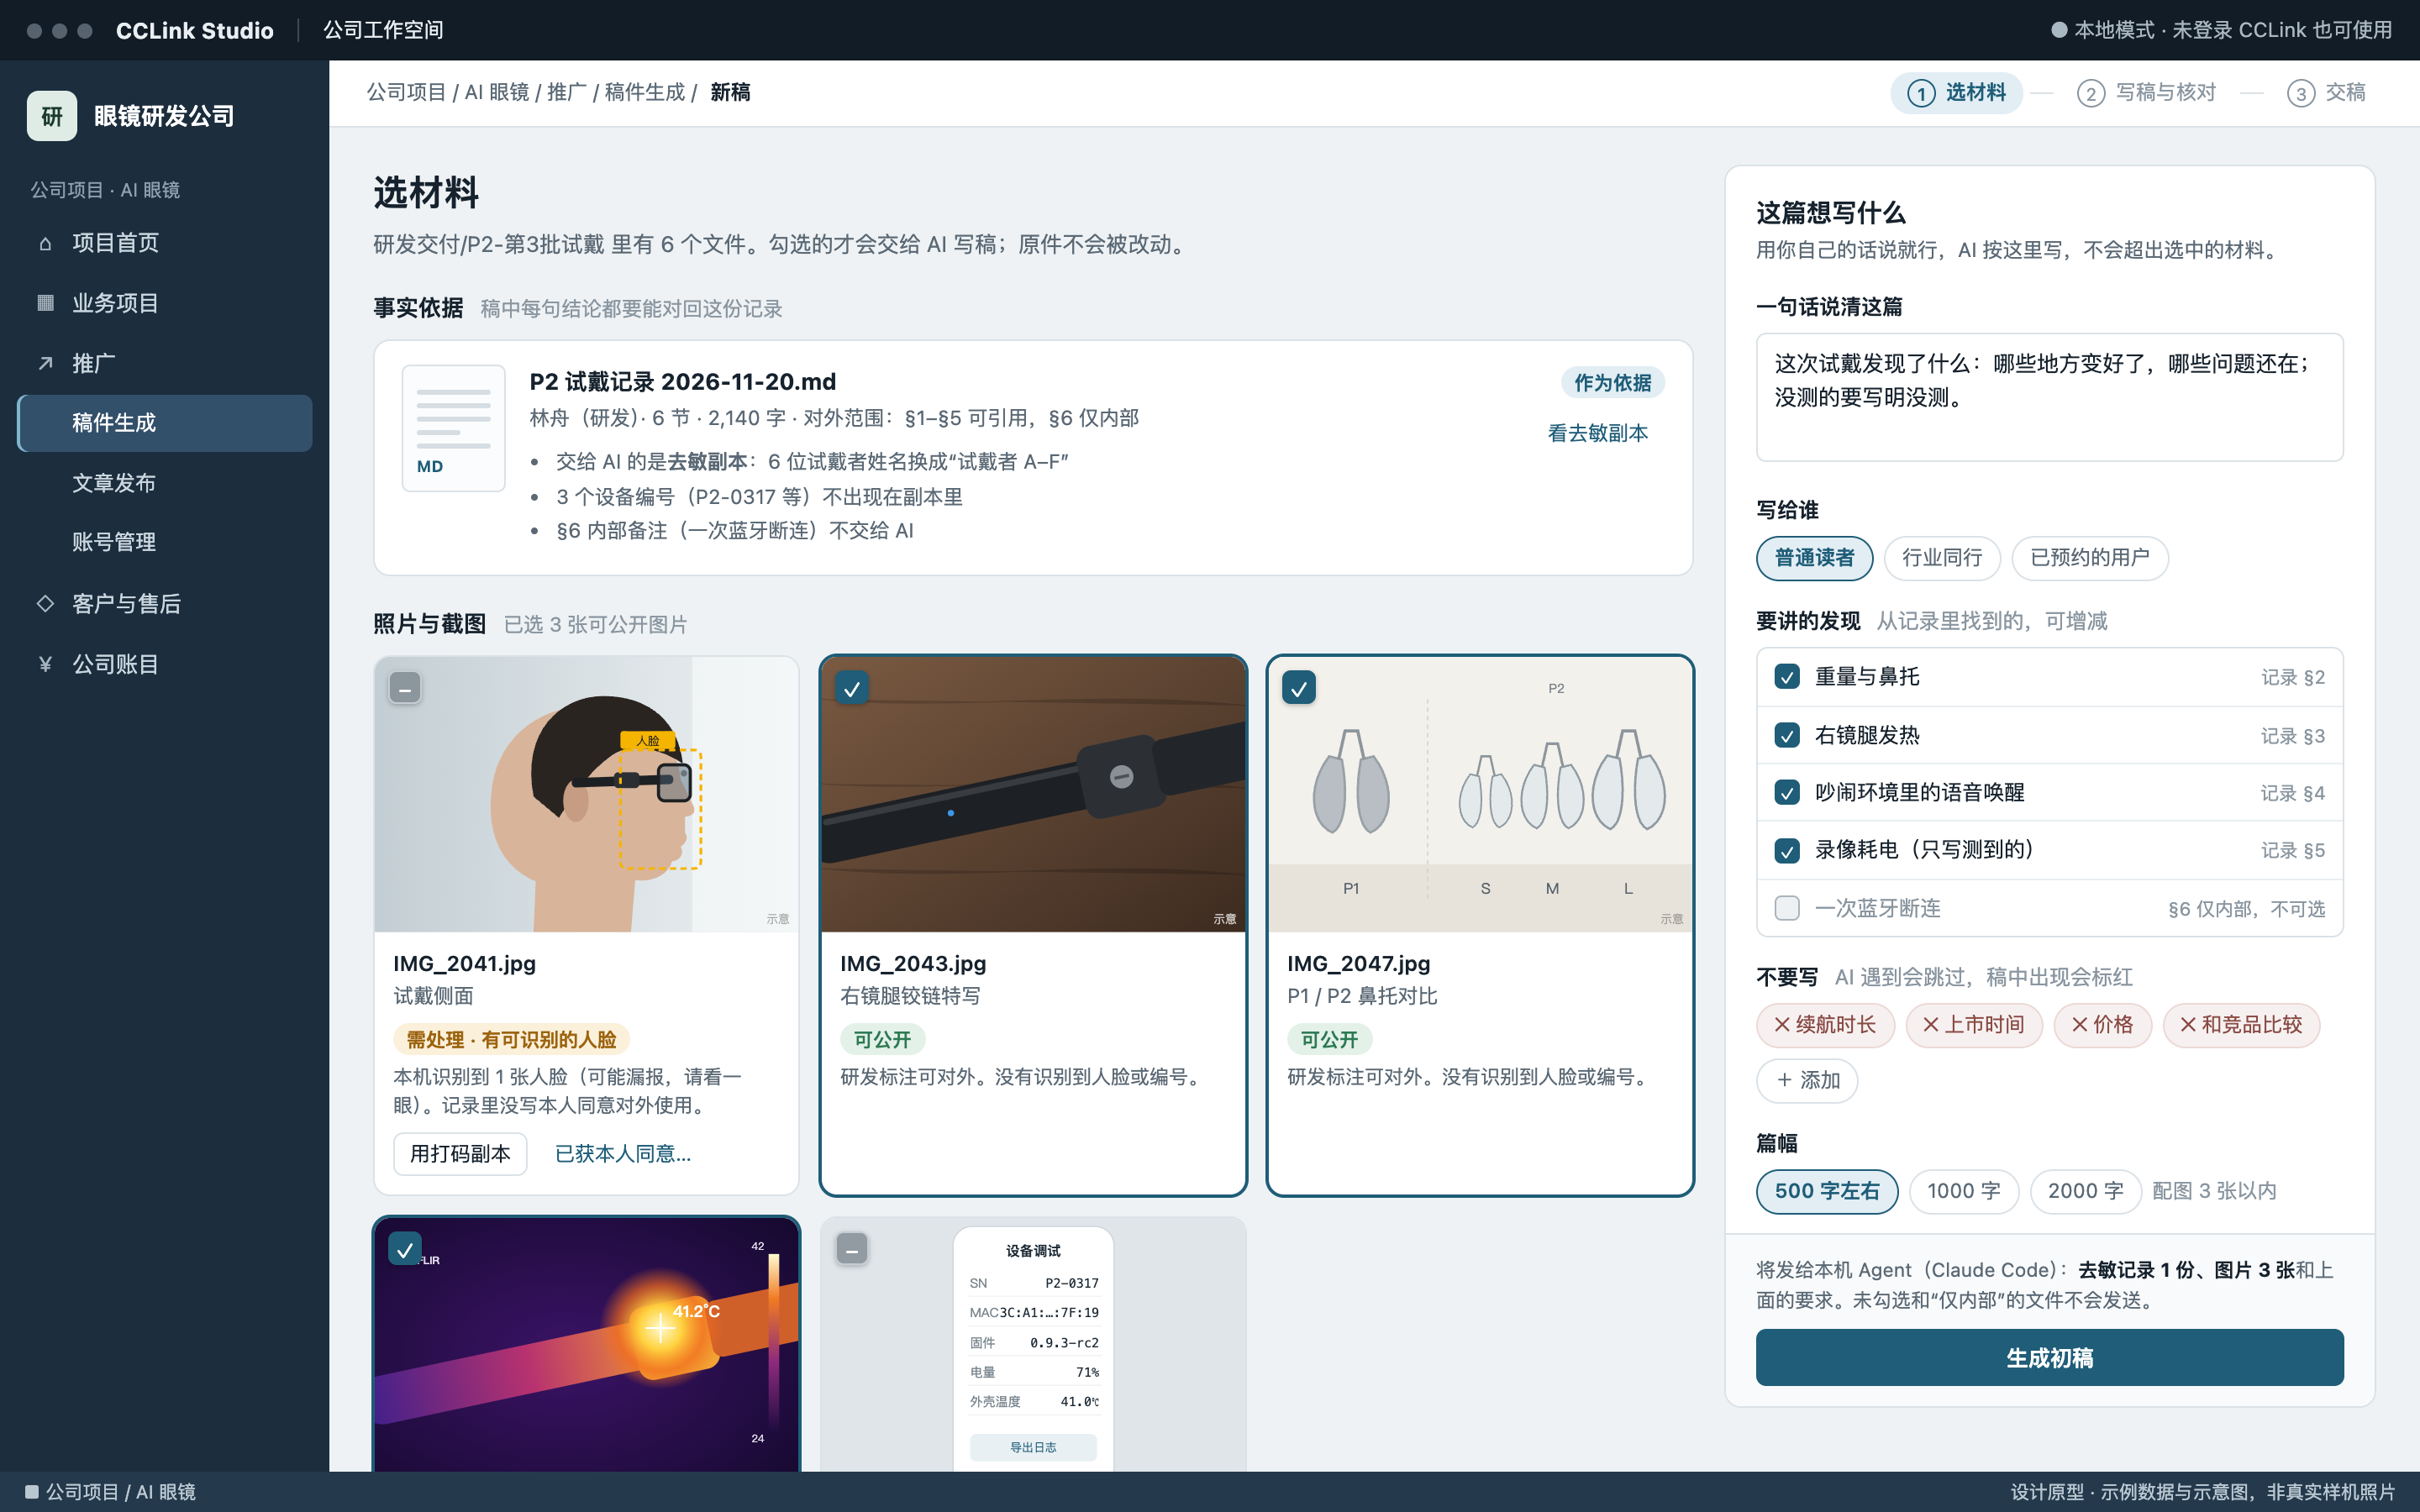 CCLink Studio
公司工作空间
本地模式 · 未登录 CCLink 也可使用
研
眼镜研发公司
公司项目 · AI 眼镜
项目首页
业务项目
推广
稿件生成
文章发布
账号管理
客户与售后
¥ 公司账目
公司项目 / AI 眼镜 / 推广 / 稿件生成 / 新稿
1 选材料
2 写稿与核对
3 交稿
选材料
研发交付/P2-第3批试戴 里有 6 个文件。勾选的才会交给 AI 写稿；原件不会被改动。
事实依据 稿中每句结论都要能对回这份记录
MD
P2 试戴记录 2026-11-20.md
林舟（研发）· 6 节 · 2,140 字 · 对外范围：§1–§5 可引用，§6 仅内部
• 交给 AI 的是去敏副本：6 位试戴者姓名换成“试戴者 A–F”
• 3 个设备编号（P2-0317 等）不出现在副本里
• §6 内部备注（一次蓝牙断连）不交给 AI
作为依据
看去敏副本
照片与截图 已选 3 张可公开图片
人脸
示意
IMG_2041.jpg
试戴侧面
需处理 · 有可识别的人脸
本机识别到 1 张人脸（可能漏报，请看一
眼）。记录里没写本人同意对外使用。
用打码副本
已获本人同意...
示意
IMG_2043.jpg
右镜腿铰链特写
可公开
研发标注可对外。没有识别到人脸或编号。
P2
P1
S
M
L
示意
IMG_2047.jpg
P1 / P2 鼻托对比
可公开
研发标注可对外。没有识别到人脸或编号。
FLIR
42
41.2°C
24
设备调试
SN P2-0317
MAC 3C:A1:…:7F:19
固件 0.9.3-rc2
电量 71%
外壳温度 41.0℃
导出日志
这篇想写什么
用你自己的话说就行，AI 按这里写，不会超出选中的材料。
一句话说清这篇
这次试戴发现了什么：哪些地方变好了，哪些问题还在；
没测的要写明没测。
写给谁
普通读者
行业同行
已预约的用户
要讲的发现 从记录里找到的，可增减
重量与鼻托 记录 §2
右镜腿发热 记录 §3
吵闹环境里的语音唤醒 记录 §4
录像耗电（只写测到的） 记录 §5
一次蓝牙断连 §6 仅内部，不可选
不要写 AI 遇到会跳过，稿中出现会标红
× 续航时长
× 上市时间
× 价格
× 和竞品比较
+ 添加
篇幅
500 字左右
1000 字
2000 字
配图 3 张以内
将发给本机 Agent（Claude Code）：去敏记录 1 份、图片 3 张和上
面的要求。未勾选和“仅内部”的文件不会发送。
生成初稿
公司项目 / AI 眼镜
设计原型 · 示例数据与示意图，非真实样机照片